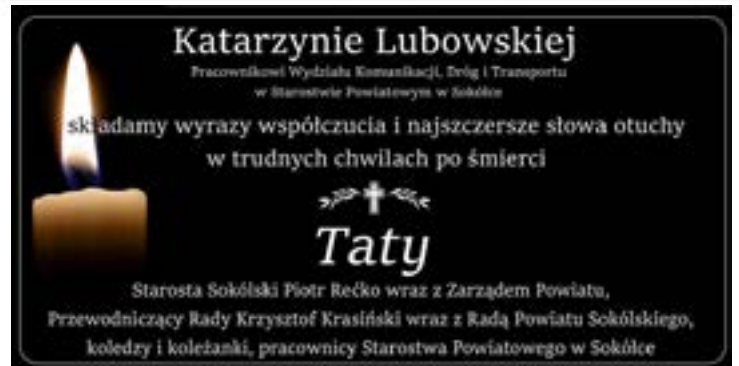 Katarzynie Lubowskiej
Pracownikowi Wydziału Komunikacji, Dróg i Transportu
w Starostwie Powiatowym w Sokółce
składamy wyrazy współczucia i najszczersze słowa otuchy
w trudnych chwilach po śmierci
Taty
Starosta Sokólski Piotr Rećko wraz z Zarządem Powiatu,
Przewodniczący Rady Krzysztof Krasiński wraz z Radą Powiatu Sokólskiego,
koledzy i koleżanki, pracownicy Starostwa Powiatowego w Sokółce